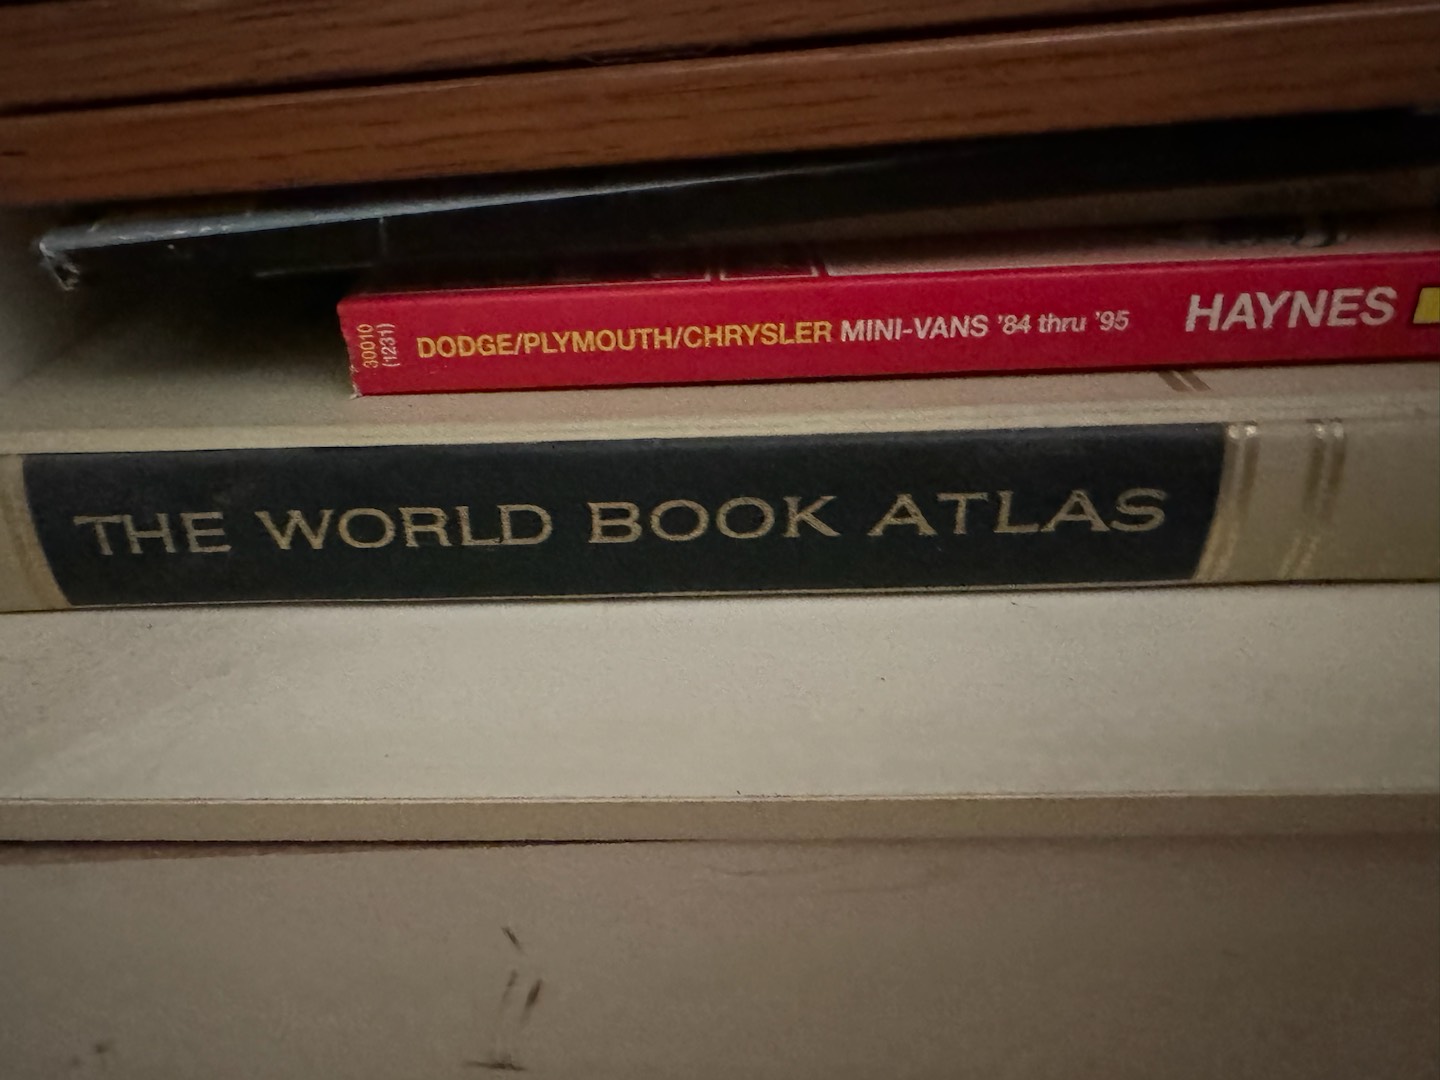 30010
(1231)
DODGE/PLYMOUTH/CHRYSLER MINI-VANS '84 thru '95 HAYNES
THE WORLD BOOK ATLAS